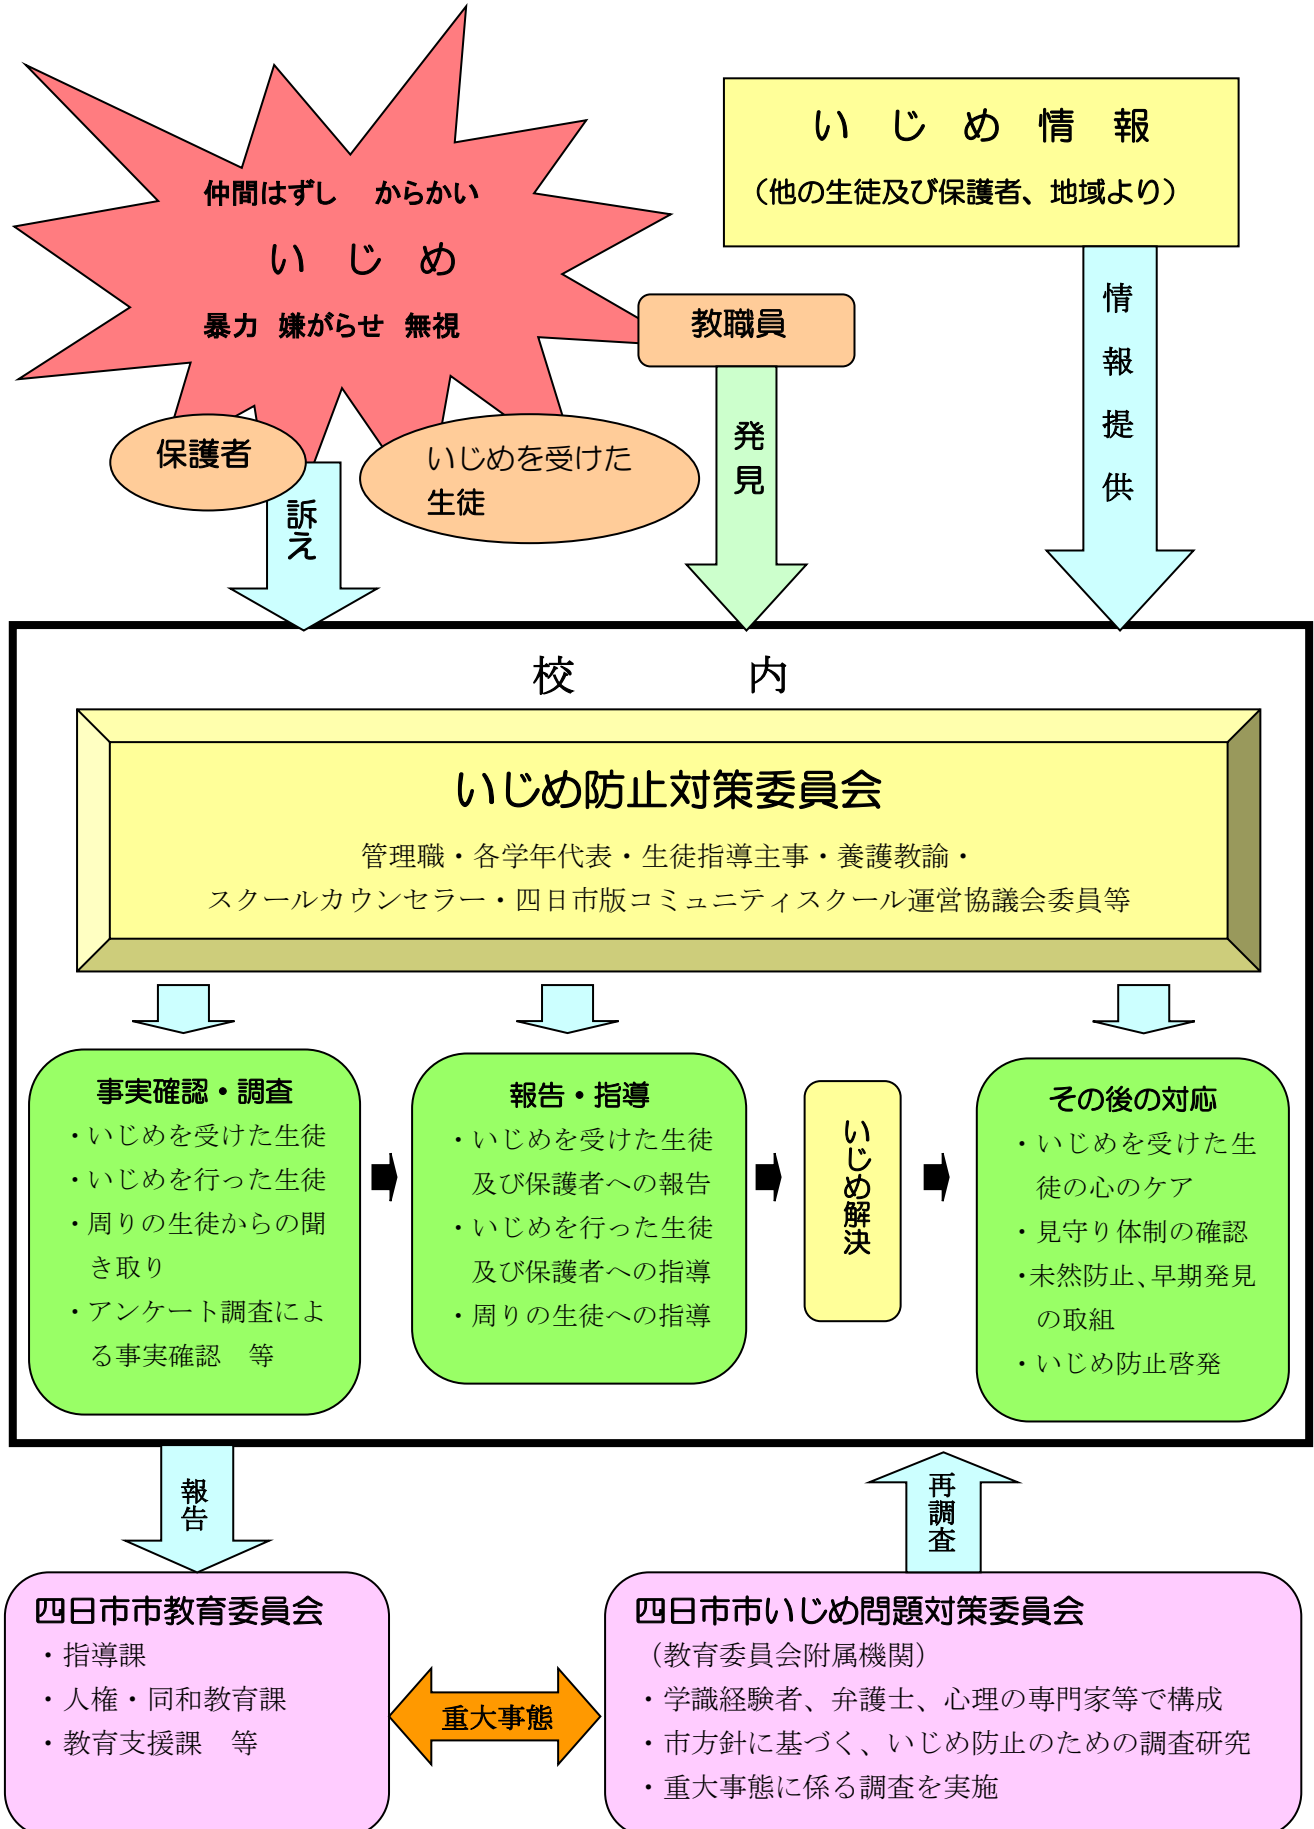 仲間はずし　からかい
い　じ　め
暴力　嫌がらせ　無視
い　じ　め　情　報
（他の生徒及び保護者、地域より）
教職員
保護者
いじめを受けた
生徒
訴え
発見
情報提供
校　　内
いじめ防止対策委員会
管理職・各学年代表・生徒指導主事・養護教諭・
スクールカウンセラー・四日市版コミュニティスクール運営協議会委員等
事実確認・調査
・いじめを受けた生徒
・いじめを行った生徒
・周りの生徒からの聞
き取り
・アンケート調査によ
る事実確認　等
報告・指導
・いじめを受けた生徒
及び保護者への報告
・いじめを行った生徒
及び保護者への指導
・周りの生徒への指導
いじめ解決
その後の対応
・いじめを受けた生
徒の心のケア
・見守り体制の確認
・未然防止、早期発見
の取組
・いじめ防止啓発
報告
再調査
四日市市教育委員会
・指導課
・人権・同和教育課
・教育支援課　等
重大事態
四日市市いじめ問題対策委員会
（教育委員会附属機関）
・学識経験者、弁護士、心理の専門家等で構成
・市方針に基づく、いじめ防止のための調査研究
・重大事態に係る調査を実施